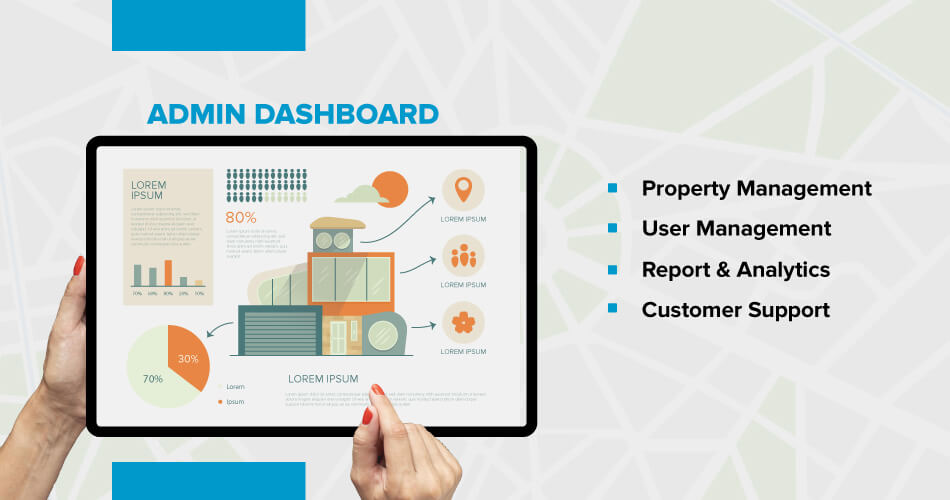 ADMIN DASHBOARD
LOREM
IPSUM
80%
LOREM IPSUM
LOREM IPSUM
LOREM IPSUM
30%
70%
Lorem
Ipsum
LOREM IPSUM
Property Management
User Management
Report & Analytics
Customer Support